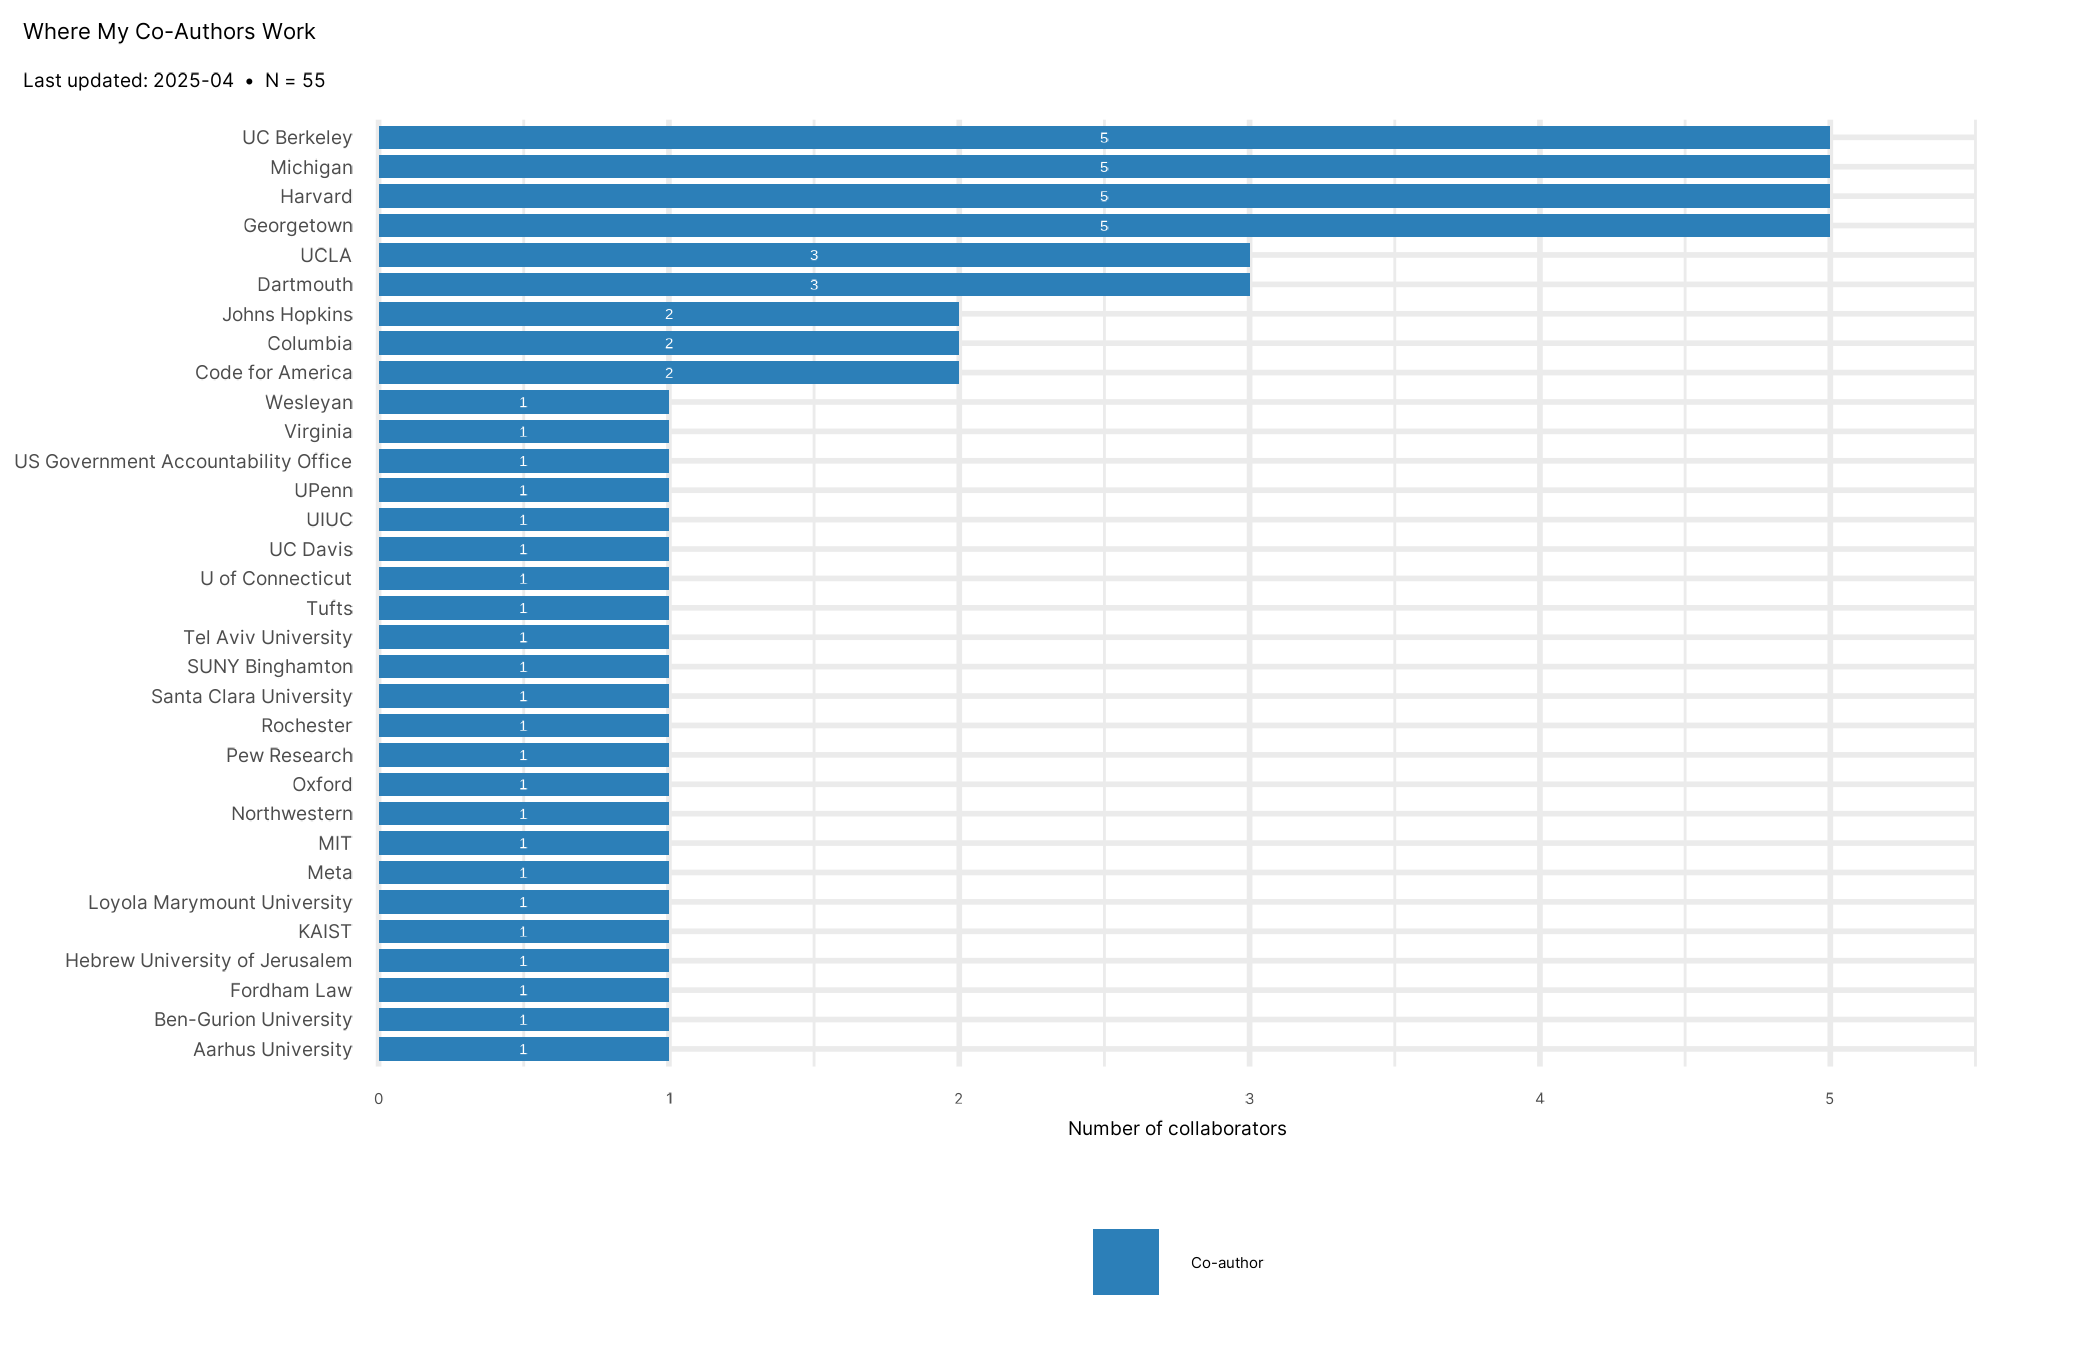 Where My Co-Authors Work
Last updated: 2025-04 • N = 55
UC Berkeley 5
Michigan 5
Harvard 5
Georgetown 5
UCLA 3
Dartmouth 3
Johns Hopkins 2
Columbia 2
Code for America 2
Wesleyan 1
Virginia 1
US Government Accountability Office 1
UPenn 1
UIUC 1
UC Davis 1
U of Connecticut 1
Tufts 1
Tel Aviv University 1
SUNY Binghamton 1
Santa Clara University 1
Rochester 1
Pew Research 1
Oxford 1
Northwestern 1
MIT 1
Meta 1
Loyola Marymount University 1
KAIST 1
Hebrew University of Jerusalem 1
Fordham Law 1
Ben-Gurion University 1
Aarhus University 1
0 1 2 3 4 5
Number of collaborators
Co-author